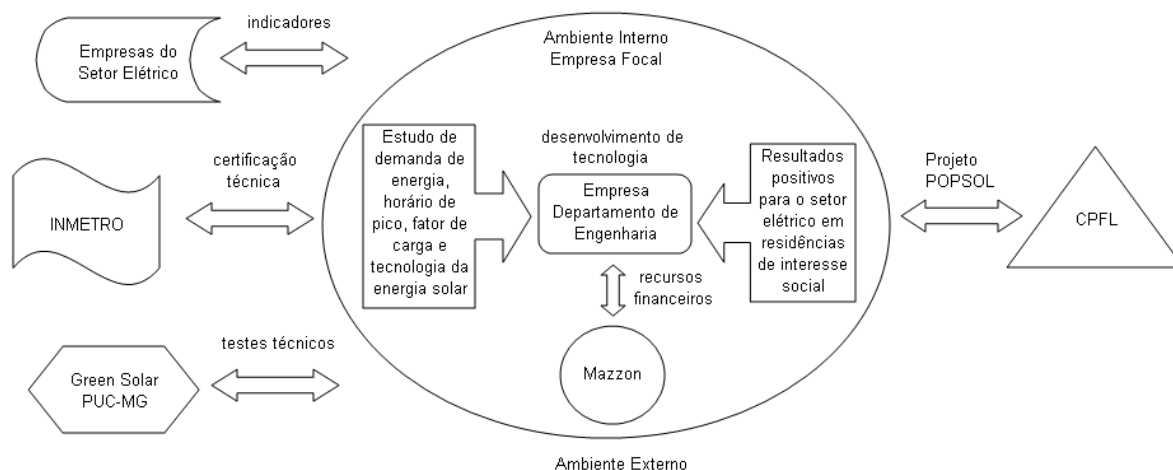 indicadores
Empresas do
Setor Elétrico
Ambiente Interno
Empresa Focal
certificação
técnica
INMETRO
testes técnicos
Green Solar
PUC-MG
Estudo de
demanda de
energia,
horário de
pico, fator de
carga e
tecnologia da
energia solar
desenvolvimento de
tecnologia
Empresa
Departamento de
Engenharia
recursos
financeiros
Mazzon
Resultados
positivos
para o setor
elétrico em
residências
de interesse
social
Projeto
POPSOL
CPFL
Ambiente Externo